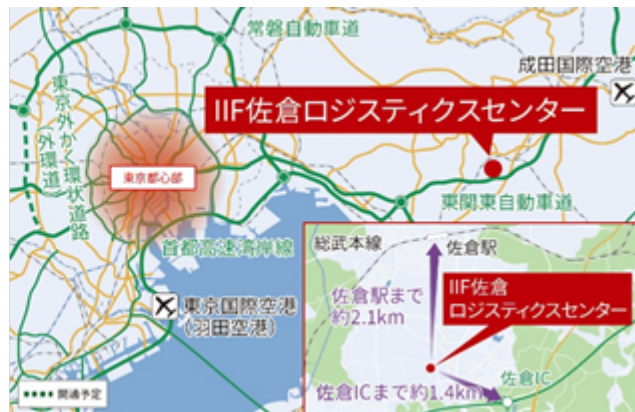 常磐自動車道
成田国際空港
IIF佐倉ロジスティクスセンター
東京外かく環状道路
(外環道)
東京都心部
東関東自動車道
首都高速湾岸線
東京国際空港
(羽田空港)
開通予定
総武本線
佐倉駅
佐倉駅まで
約2.1km
IIF佐倉
ロジスティクスセンター
佐倉ICまで約1.4km
佐倉IC